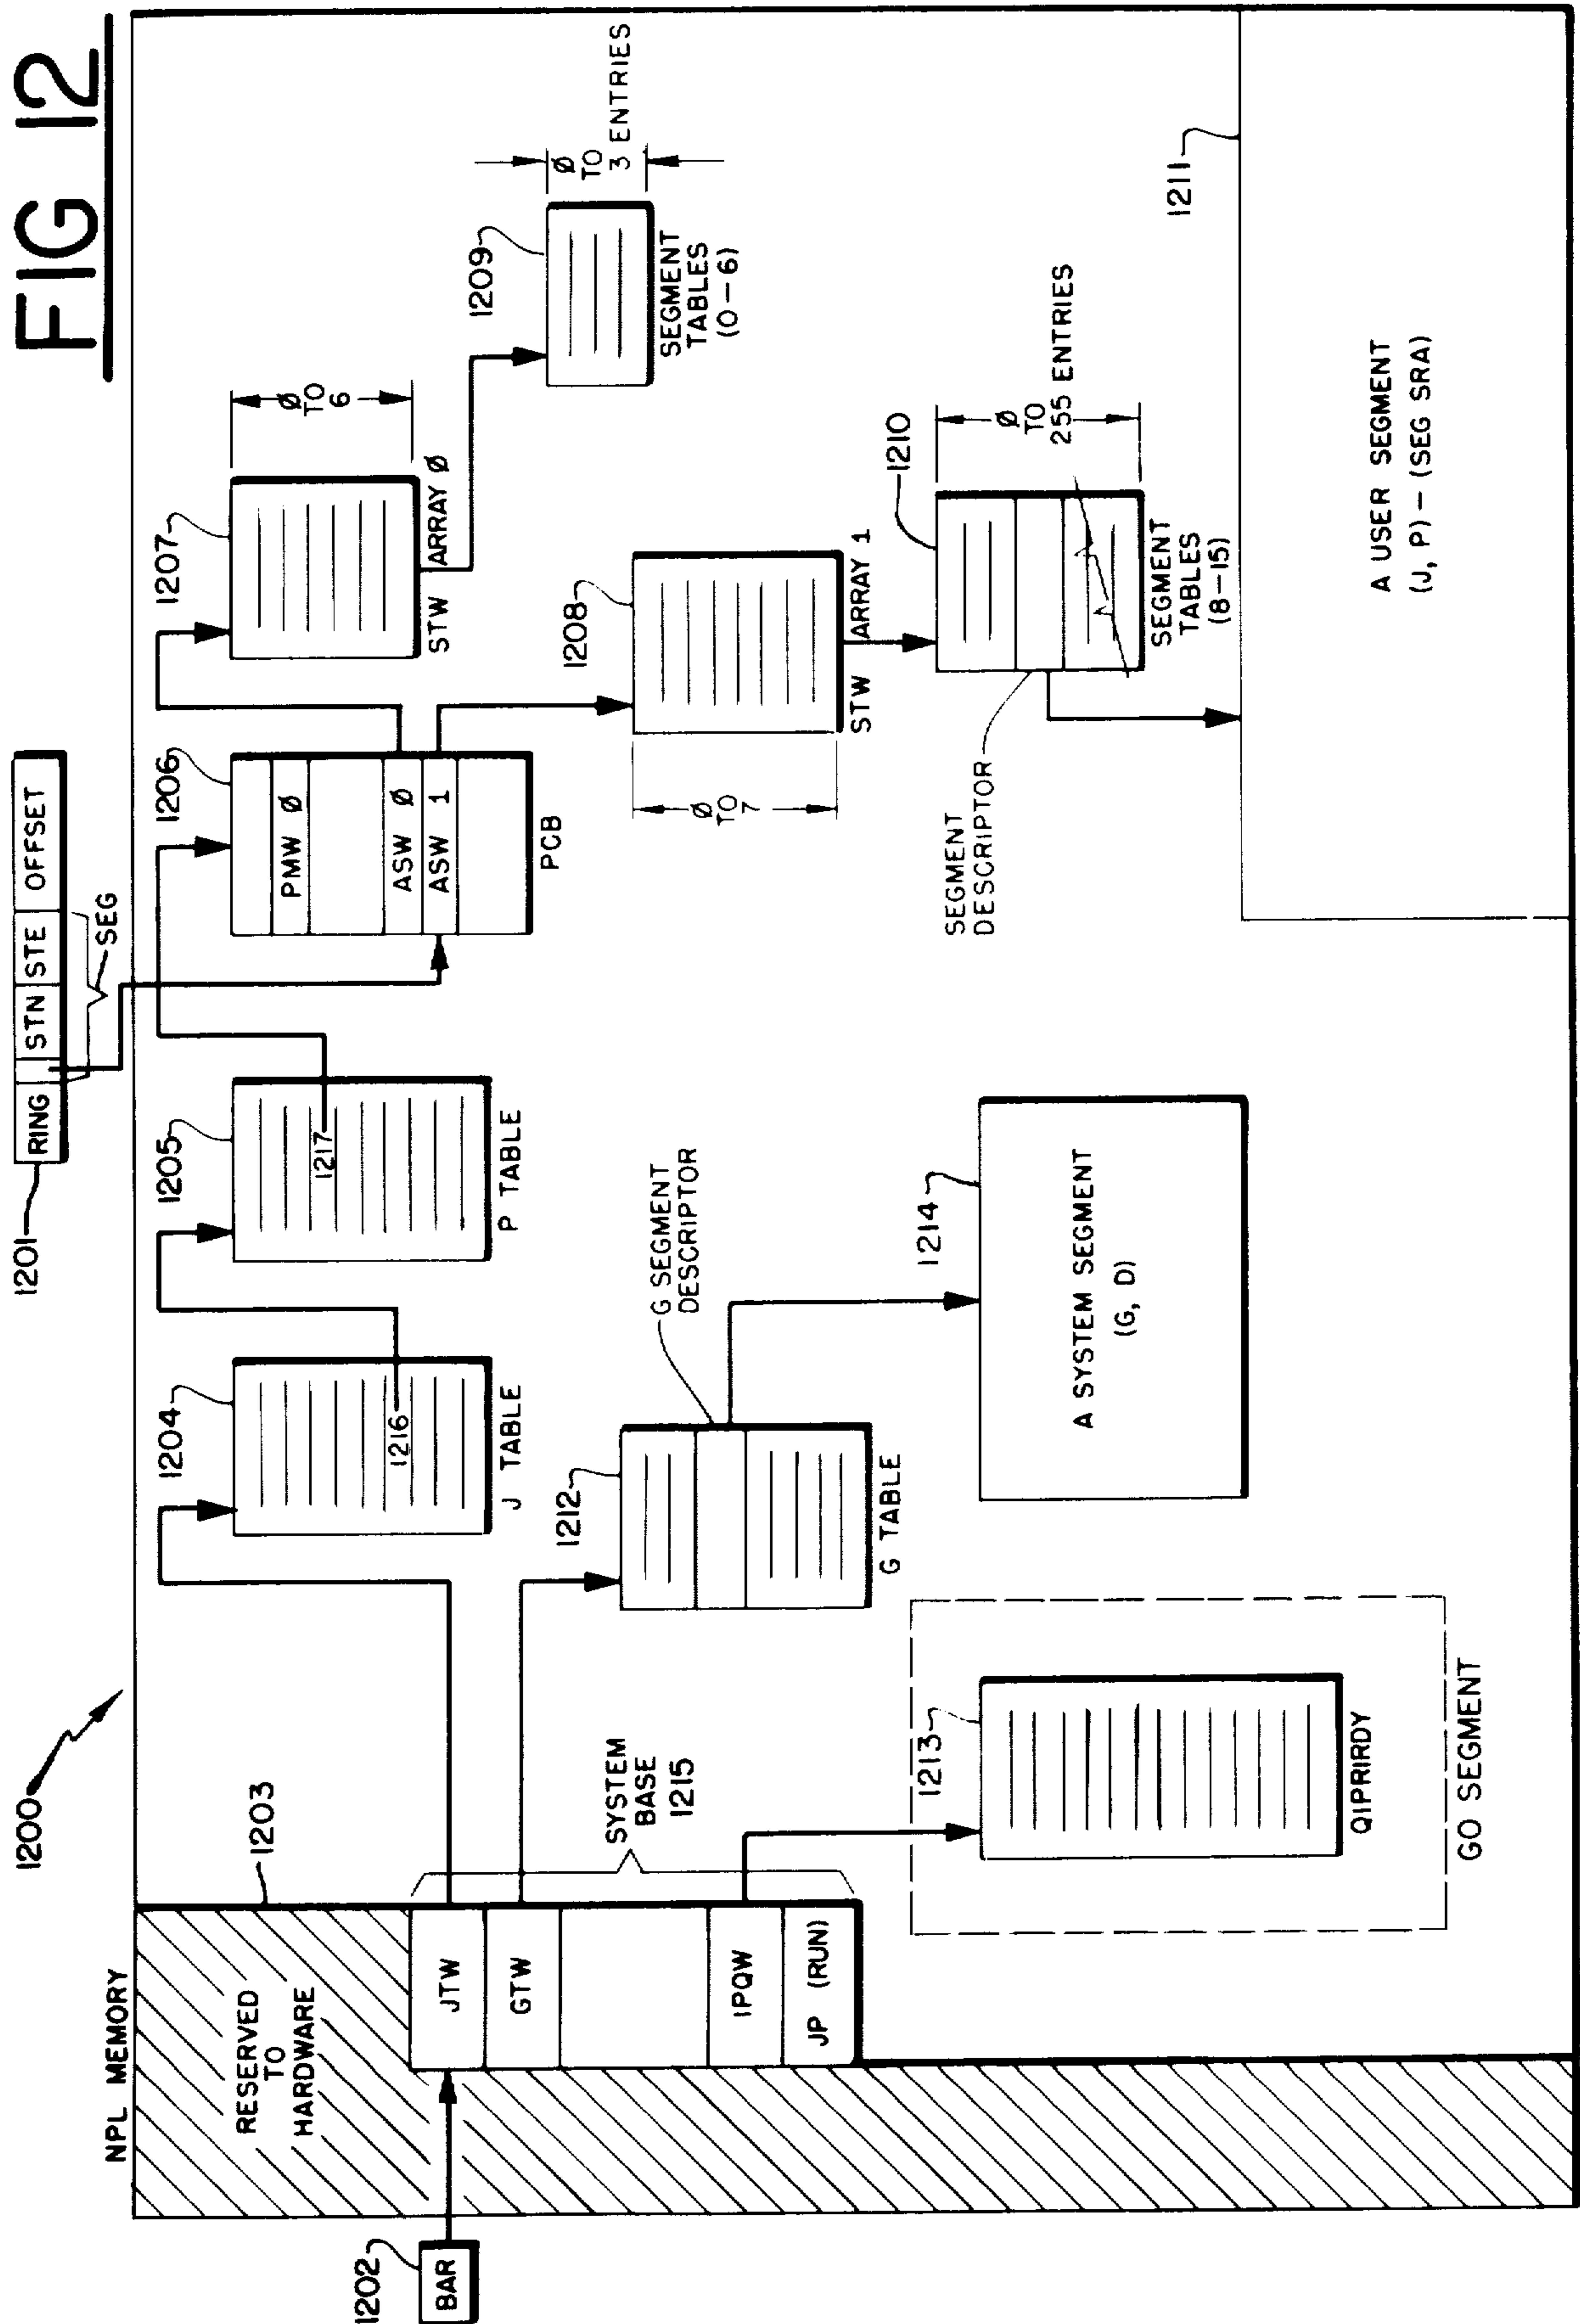 FIG 12
1200
NPL MEMORY
RESERVED
TO
HARDWARE
1203
1202
BAR
JTW
GTW
IPQW
JP (RUN)
SYSTEM
BASE
1215
1201
RING
STN
STE
OFFSET
SEG
1204
1216
J TABLE
1205
1217
P TABLE
1206
PMW Ø
ASW Ø
ASW 1
PCB
1207
Ø
TO
6
STW ARRAY Ø
1209
Ø
TO
3 ENTRIES
SEGMENT
TABLES
(0-6)
1208
Ø
TO
7
STW ARRAY 1
1210
Ø
TO
255 ENTRIES
SEGMENT
TABLES
(8-15)
SEGMENT
DESCRIPTOR
1211
A USER SEGMENT
(J, P) – (SEG SRA)
1212
G TABLE
G SEGMENT
DESCRIPTOR
1214
A SYSTEM SEGMENT
(G, D)
1213
QIPRIRDY
GO SEGMENT